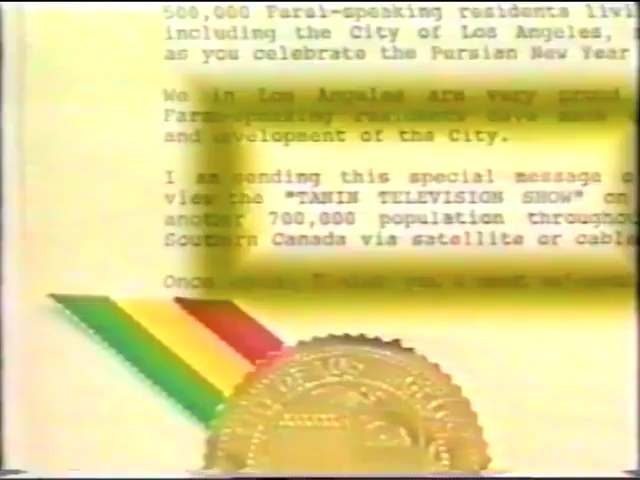 500,000 Farsi-speaking residents livi
including the City of Los Angeles,
as you celebrate the Persian New Year
We in Los Angeles are very proud
Farsi-speaking residents have made
and development of the City.
I am sending this special message
view the "TANIN TELEVISION SHOW" on
another 700,000 population througho
Southern Canada via satellite or cable
Once
OF LOS